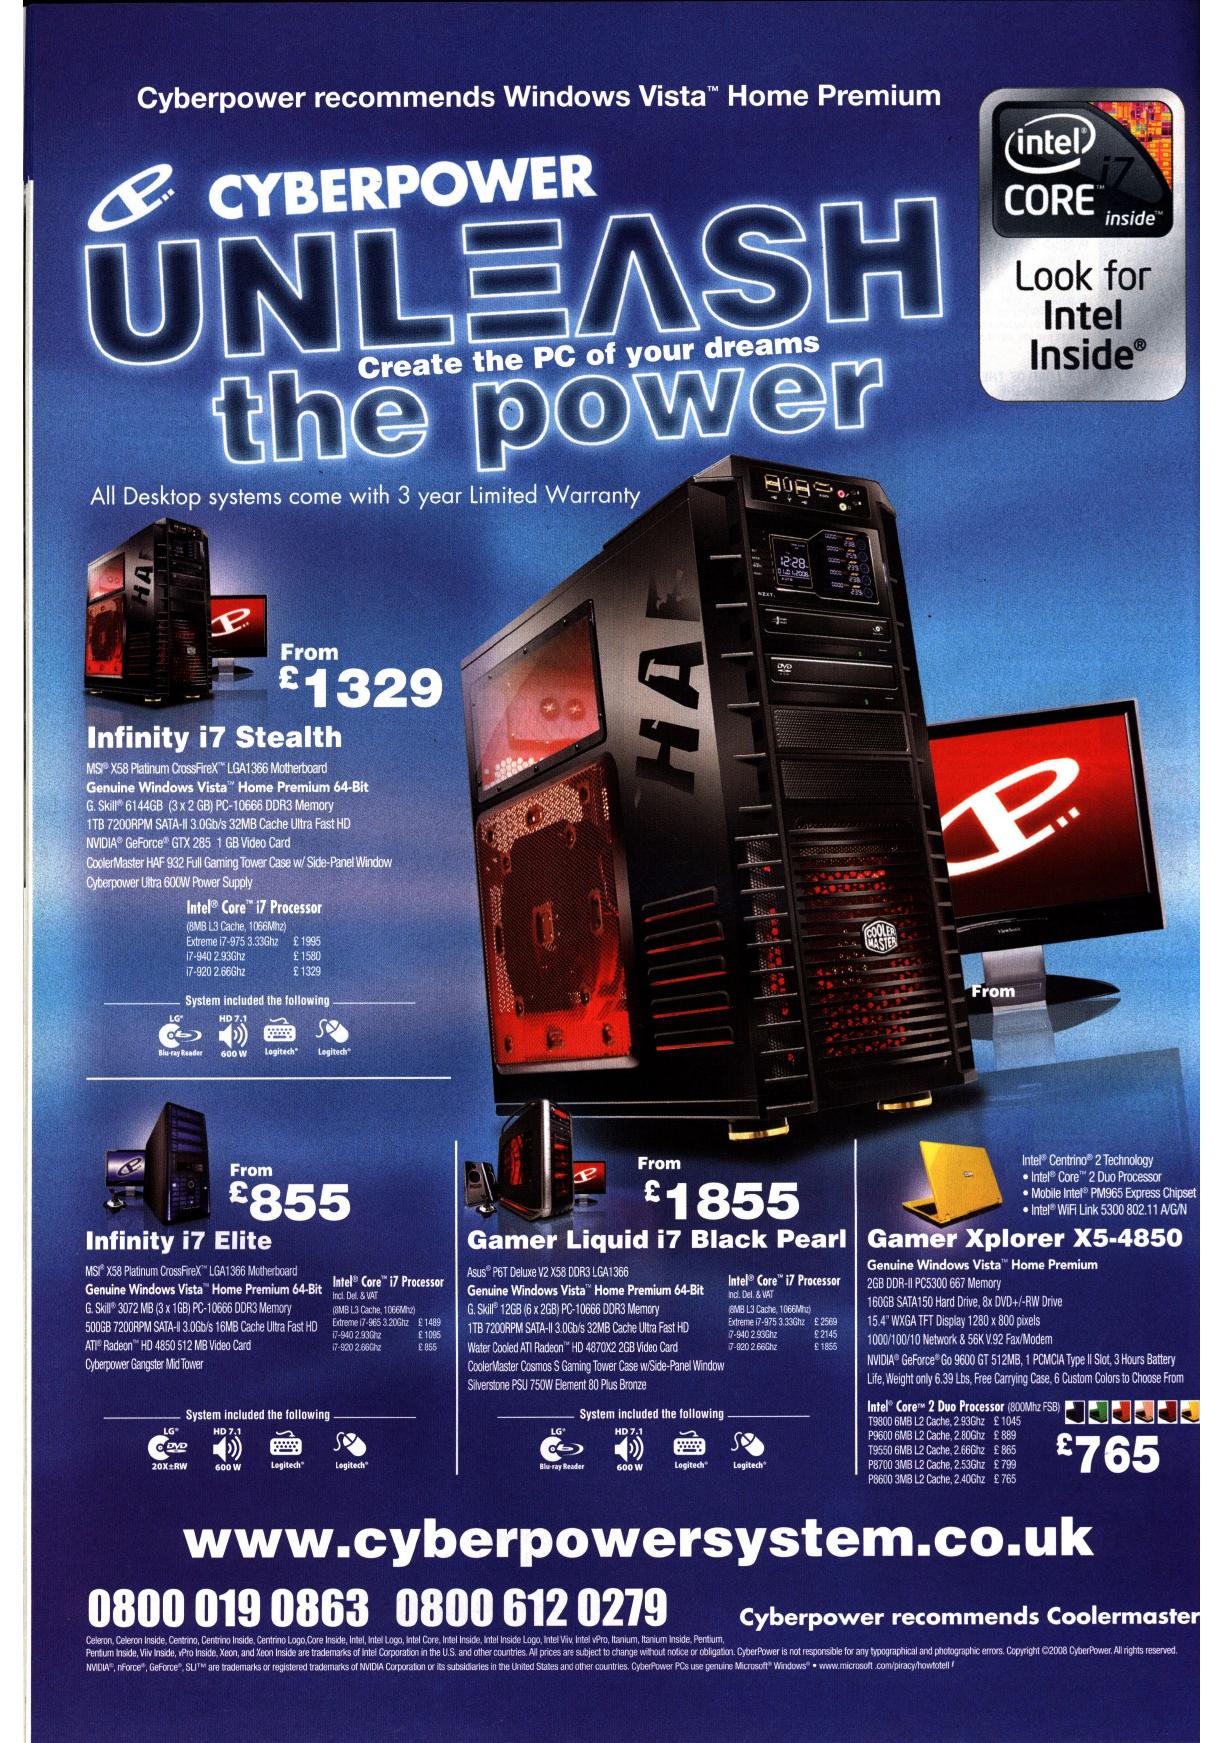 Cyberpower recommends Windows Vista™ Home Premium
intel CORE™ i7 inside™
Look for
Intel
Inside®
CYBERPOWER
UNLEASH
Create the PC of your dreams
the power
All Desktop systems come with 3 year Limited Warranty
HAF
12:28
01.01.2006
NZXT
DVD
COOLER MASTER
ViewSonic
From
From
£1329
Infinity i7 Stealth
MSI® X58 Platinum CrossFireX™ LGA1366 Motherboard
Genuine Windows Vista™ Home Premium 64-Bit
G. Skill® 6144GB (3 x 2 GB) PC-10666 DDR3 Memory
1TB 7200RPM SATA-II 3.0Gb/s 32MB Cache Ultra Fast HD
NVIDIA® GeForce® GTX 285 1 GB Video Card
CoolerMaster HAF 932 Full Gaming Tower Case w/ Side-Panel Window
Cyberpower Ultra 600W Power Supply
Intel® Core™ i7 Processor
(8MB L3 Cache, 1066Mhz)
Extreme i7-975 3.33Ghz £ 1995
i7-940 2.93Ghz £ 1580
i7-920 2.66Ghz £ 1329
System included the following
LG® Blu-ray Reader
HD 7.1 600 W
Logitech®
Logitech®
From
£855
Infinity i7 Elite
MSI® X58 Platinum CrossFireX™ LGA1366 Motherboard
Genuine Windows Vista™ Home Premium 64-Bit
G. Skill® 3072 MB (3 x 1GB) PC-10666 DDR3 Memory
500GB 7200RPM SATA-II 3.0Gb/s 16MB Cache Ultra Fast HD
ATI® Radeon™ HD 4850 512 MB Video Card
Cyberpower Gangster Mid Tower
Intel® Core™ i7 Processor
Incl. Del. & VAT
(8MB L3 Cache, 1066Mhz)
Extreme i7-965 3.20Ghz £ 1489
i7-940 2.93Ghz £ 1095
i7-920 2.66Ghz £ 855
System included the following
LG® DVD 20X±RW
HD 7.1 600 W
Logitech®
Logitech®
From
£1855
Gamer Liquid i7 Black Pearl
Asus® P6T Deluxe V2 X58 DDR3 LGA1366
Genuine Windows Vista™ Home Premium 64-Bit
G. Skill® 12GB (6 x 2GB) PC-10666 DDR3 Memory
1TB 7200RPM SATA-II 3.0Gb/s 32MB Cache Ultra Fast HD
Water Cooled ATI Radeon™ HD 4870X2 2GB Video Card
CoolerMaster Cosmos S Gaming Tower Case w/Side-Panel Window
Silverstone PSU 750W Element 80 Plus Bronze
Intel® Core™ i7 Processor
Incl. Del. & VAT
(8MB L3 Cache, 1066Mhz)
Extreme i7-975 3.33Ghz £ 2569
i7-940 2.93Ghz £ 2145
i7-920 2.66Ghz £ 1855
System included the following
LG® Blu-ray Reader
HD 7.1 600 W
Logitech®
Logitech®
Intel® Centrino® 2 Technology
• Intel® Core™ 2 Duo Processor
• Mobile Intel® PM965 Express Chipset
• Intel® WiFi Link 5300 802.11 A/G/N
Gamer Xplorer X5-4850
Genuine Windows Vista™ Home Premium
2GB DDR-II PC5300 667 Memory
160GB SATA150 Hard Drive, 8x DVD+/-RW Drive
15.4" WXGA TFT Display 1280 x 800 pixels
1000/100/10 Network & 56K V.92 Fax/Modem
NVIDIA® GeForce® Go 9600 GT 512MB, 1 PCMCIA Type II Slot, 3 Hours Battery
Life, Weight only 6.39 Lbs, Free Carrying Case, 6 Custom Colors to Choose From
Intel® Core™ 2 Duo Processor (800Mhz FSB)
T9800 6MB L2 Cache, 2.93Ghz £ 1045
P9600 6MB L2 Cache, 2.80Ghz £ 889
T9550 6MB L2 Cache, 2.66Ghz £ 865
P8700 3MB L2 Cache, 2.53Ghz £ 799
P8600 3MB L2 Cache, 2.40Ghz £ 765
£765
www.cyberpowersystem.co.uk
0800 019 0863 0800 612 0279
Cyberpower recommends Coolermaster
Celeron, Celeron Inside, Centrino, Centrino Inside, Centrino Logo,Core Inside, Intel, Intel Logo, Intel Core, Intel Inside, Intel Inside Logo, Intel Viiv, Intel vPro, Itanium, Itanium Inside, Pentium,
Pentium Inside, Viiv Inside, vPro Inside, Xeon, and Xeon Inside are trademarks of Intel Corporation in the U.S. and other countries. All prices are subject to change without notice or obligation. CyberPower is not responsible for any typographical and photographic errors. Copyright ©2008 CyberPower. All rights reserved.
NVIDIA®, nForce®, GeForce®, SLI™ are trademarks or registered trademarks of NVIDIA Corporation or its subsidiaries in the United States and other countries. CyberPower PCs use genuine Microsoft® Windows® • www.microsoft .com/piracy/howtotell